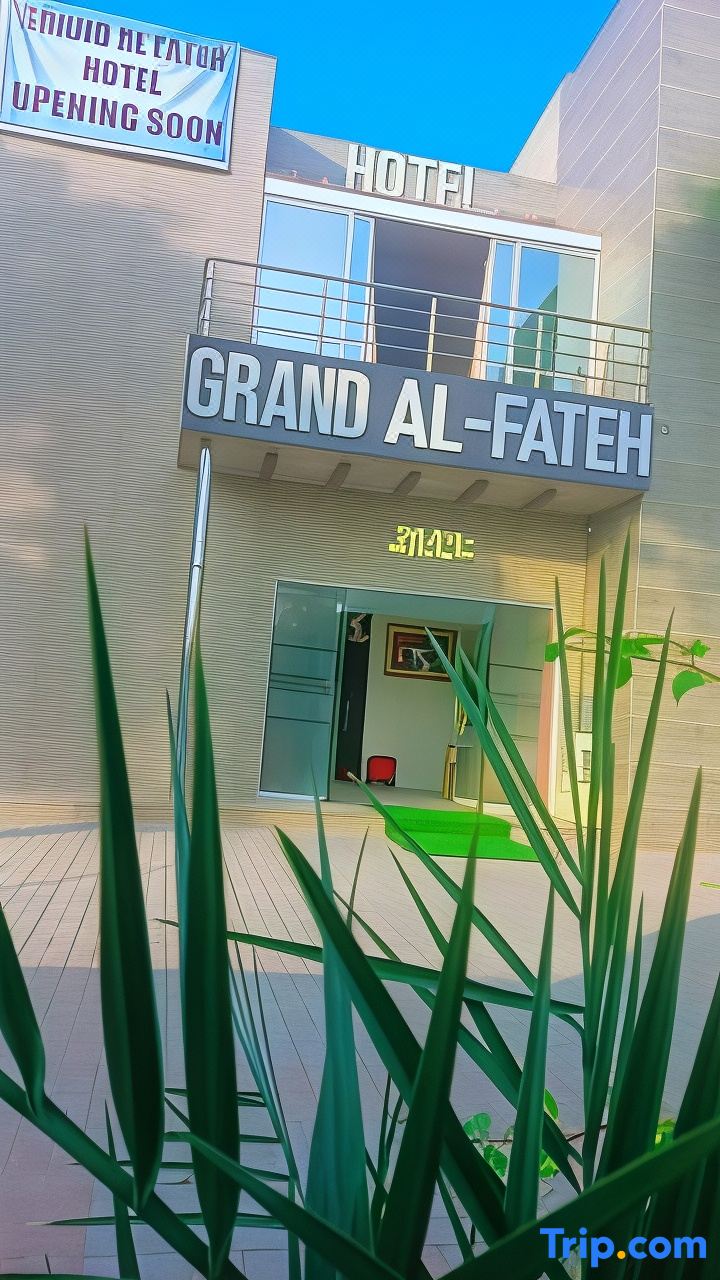 HOTEL
UPENING SOON
HOTEL
GRAND AL-FATEH
Trip.com